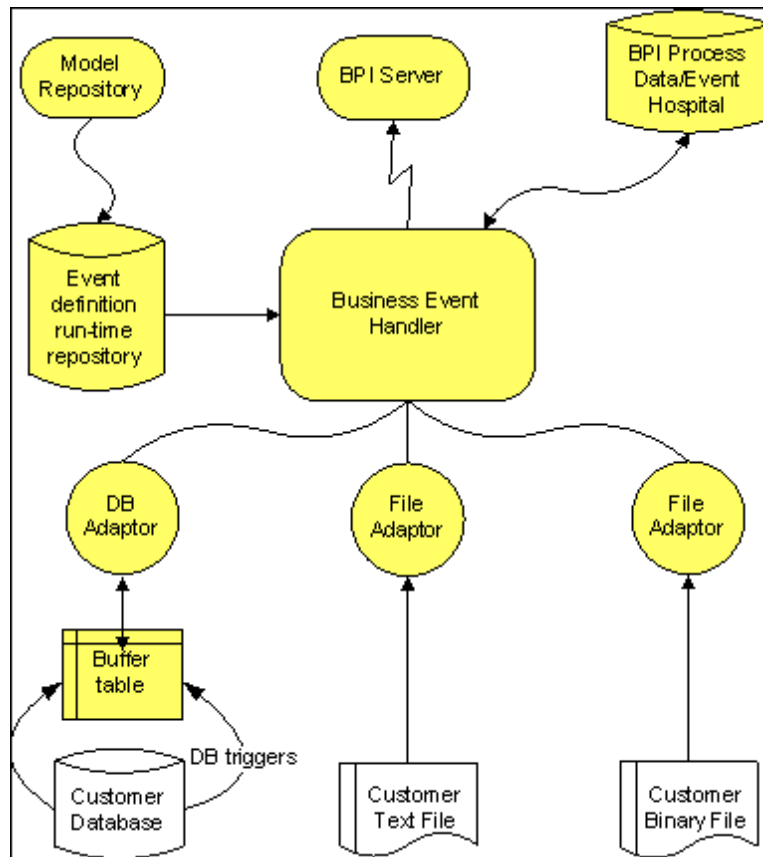 Model
Repository
BPI Server
BPI Process
Data/Event
Hospital
Event
definition
run-time
repository
Business Event
Handler
DB
Adaptor
File
Adaptor
File
Adaptor
Buffer
table
DB triggers
Customer
Database
Customer
Text File
Customer
Binary File